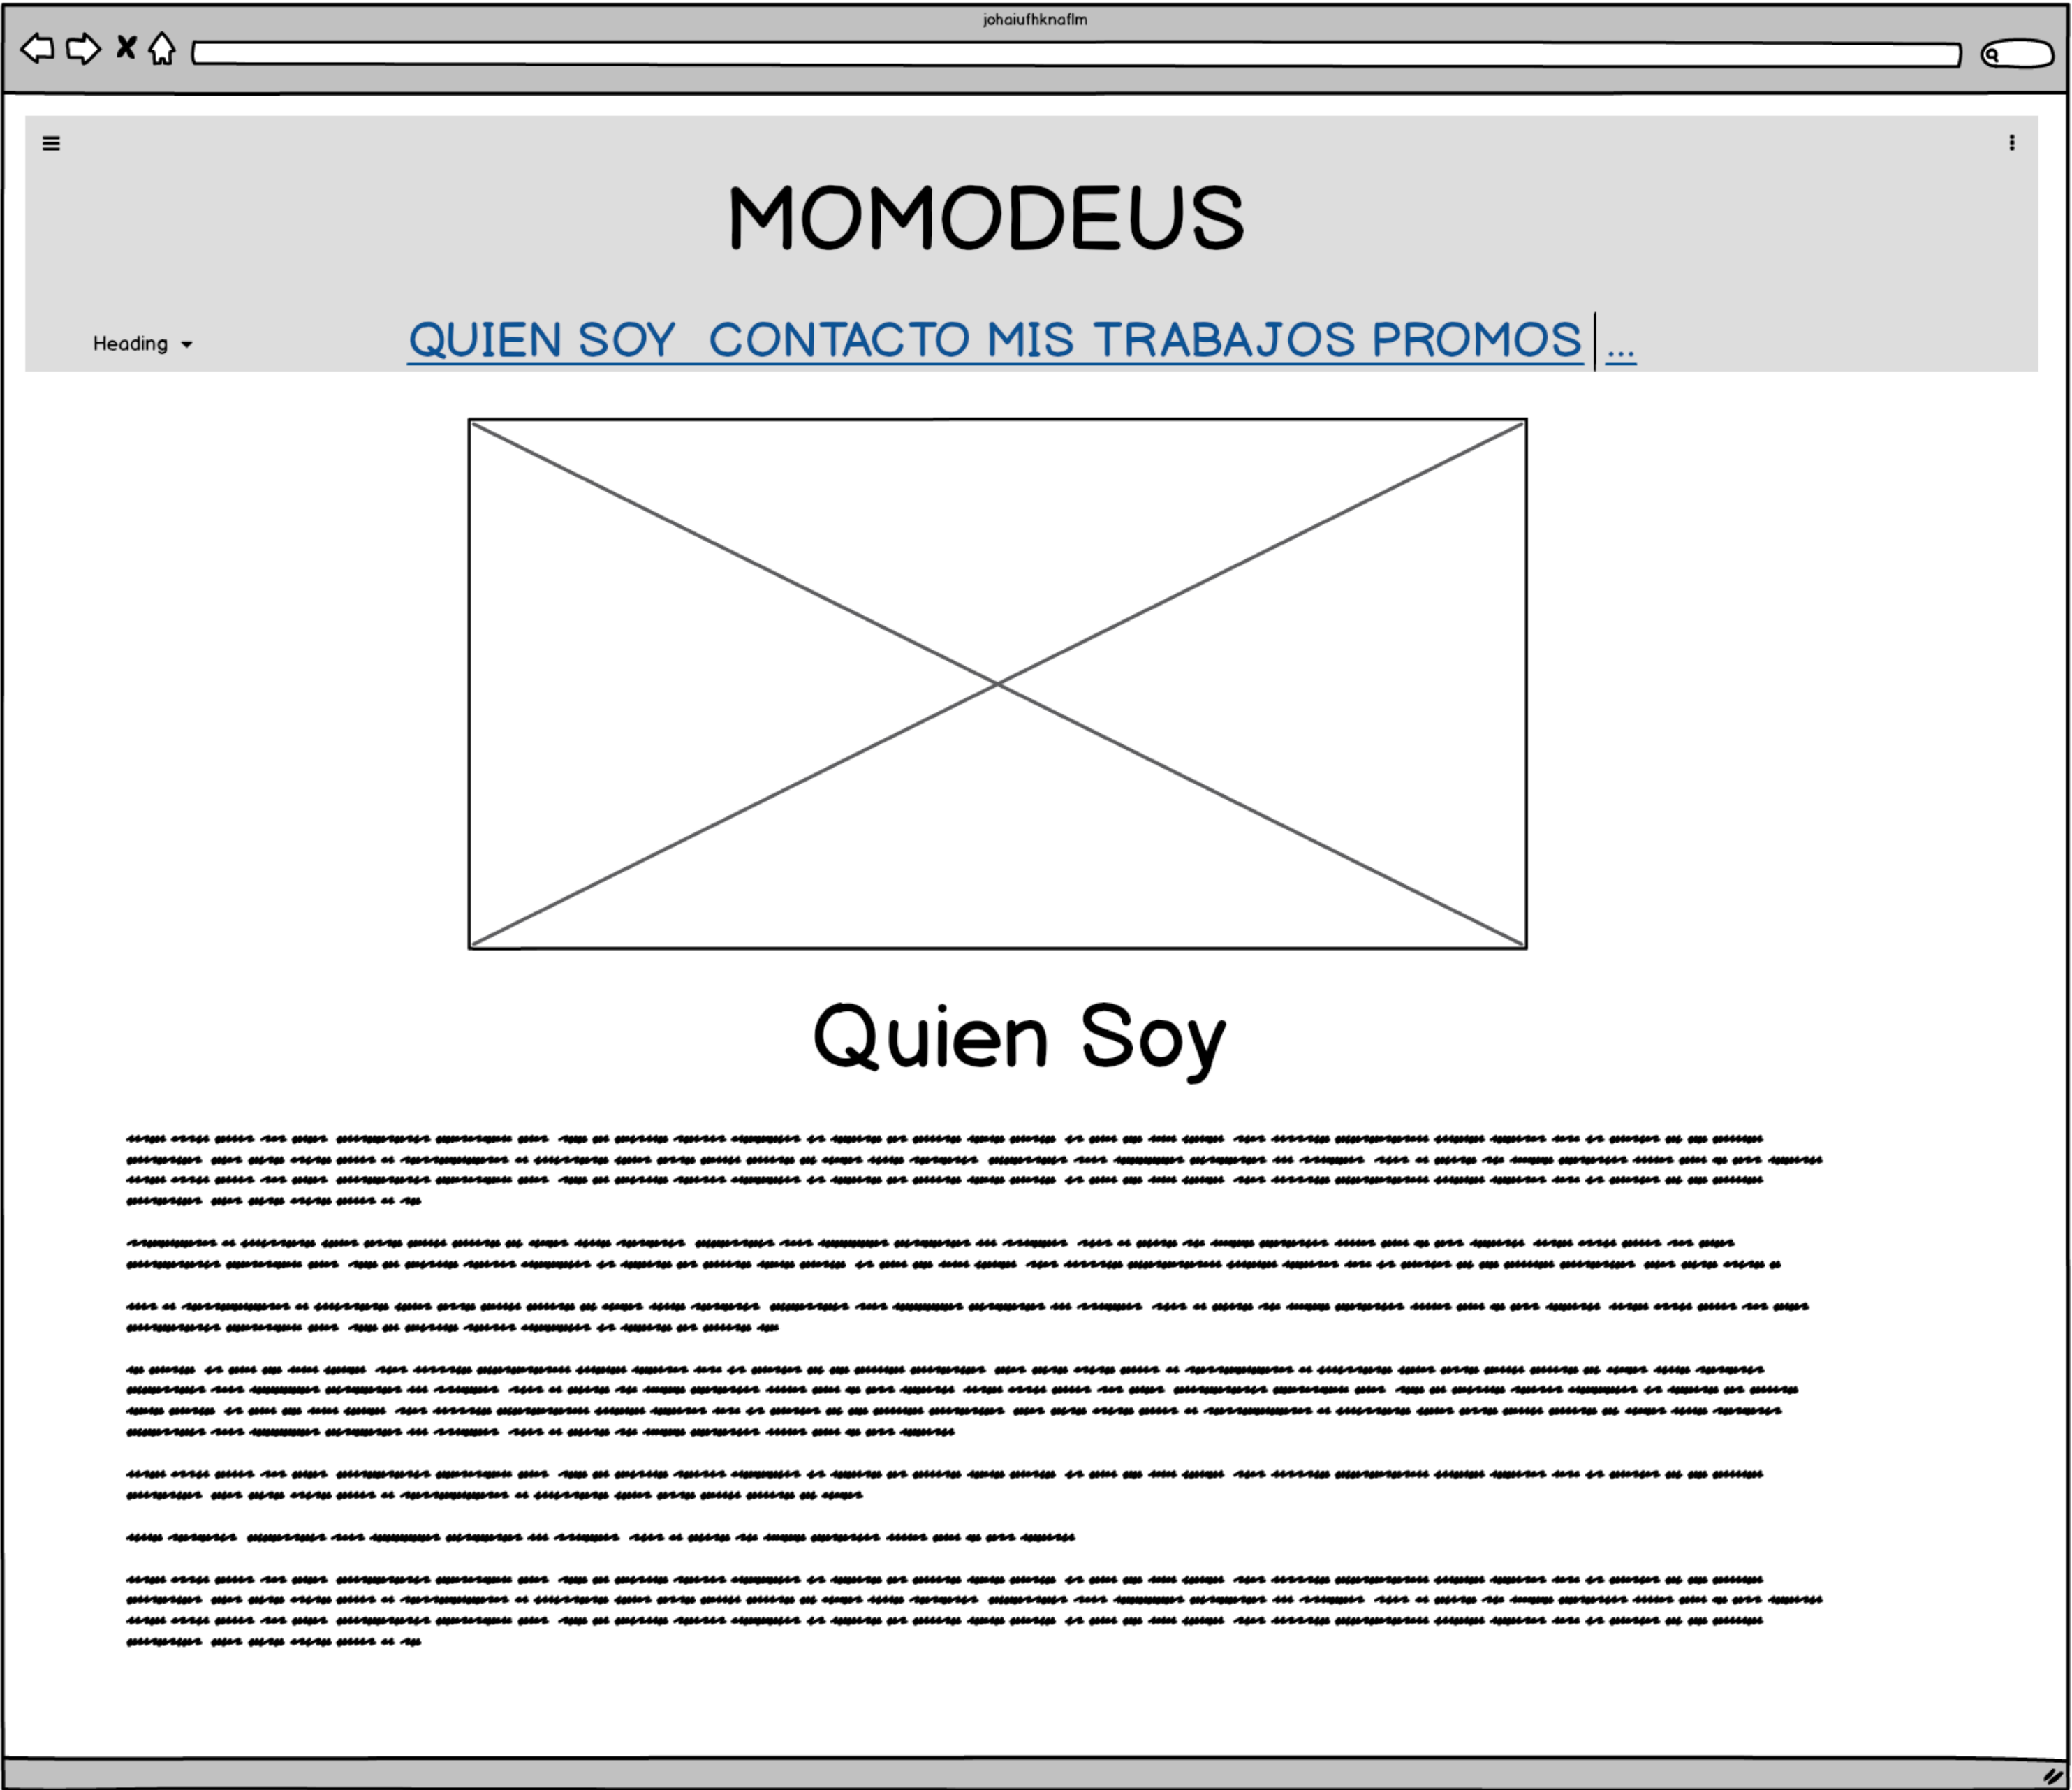 johaiufhknaflm
MOMODEUS
Heading
QUIEN SOY CONTACTO MIS TRABAJOS PROMOS ...
Quien Soy